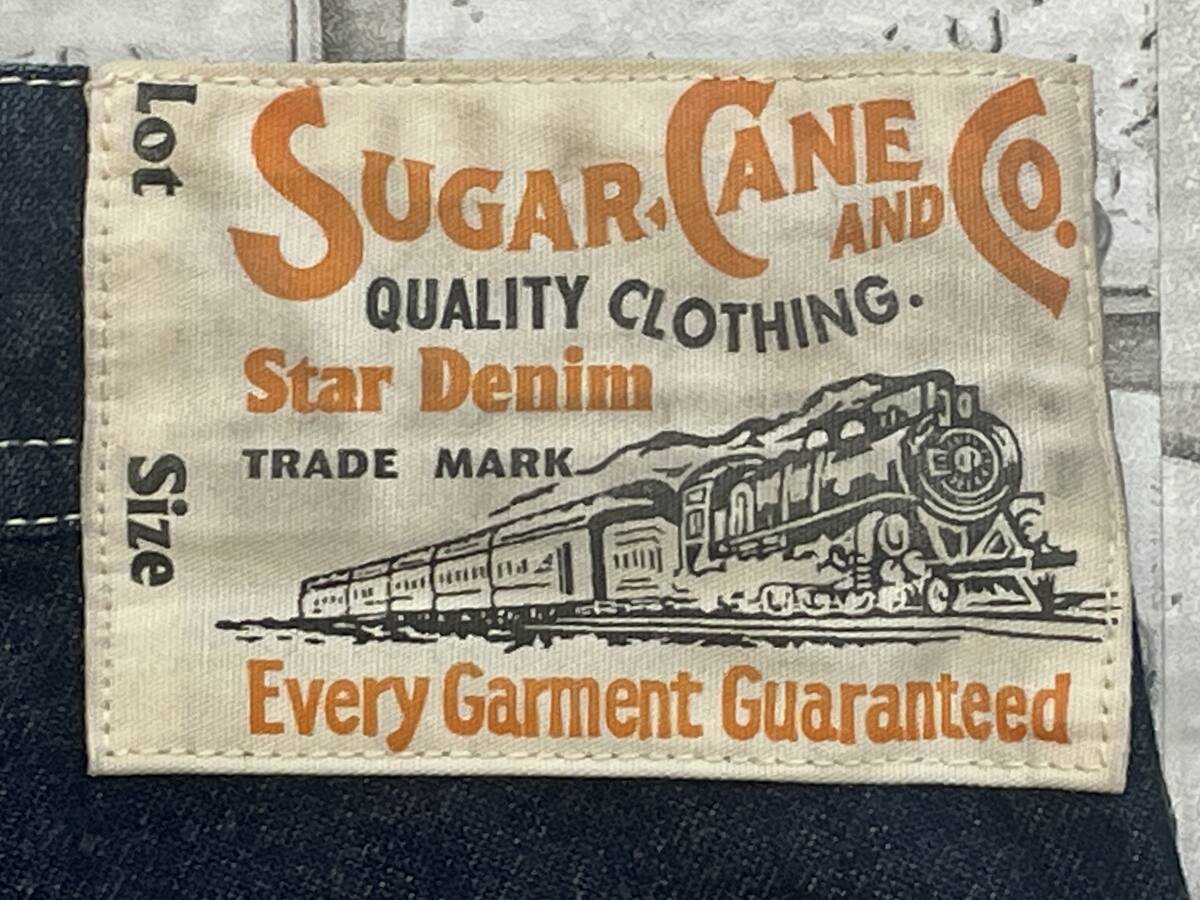 Lot
Size
SUGAR CANE AND CO.
QUALITY CLOTHING.
Star Denim
TRADE MARK
Every Garment Guaranteed